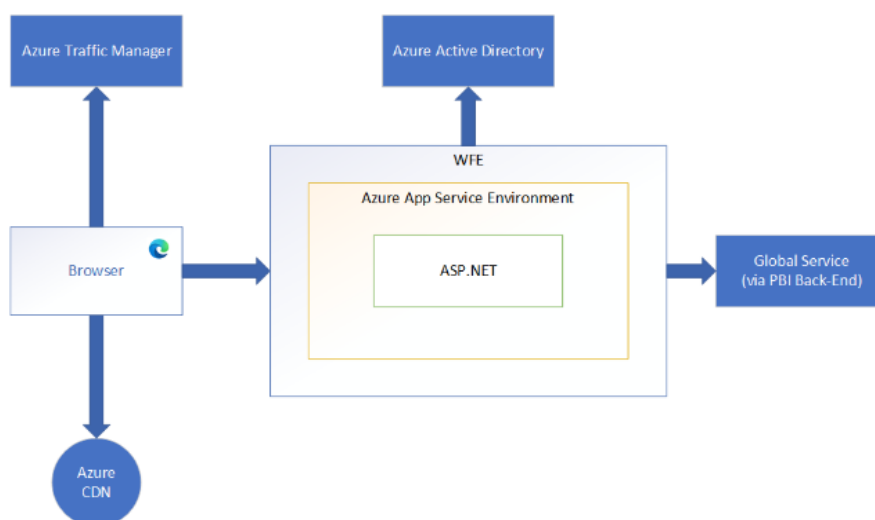 Azure Traffic Manager
Azure Active Directory
WFE
Azure App Service Environment
Browser
ASP.NET
Global Service
(via PBI Back-End)
Azure
CDN